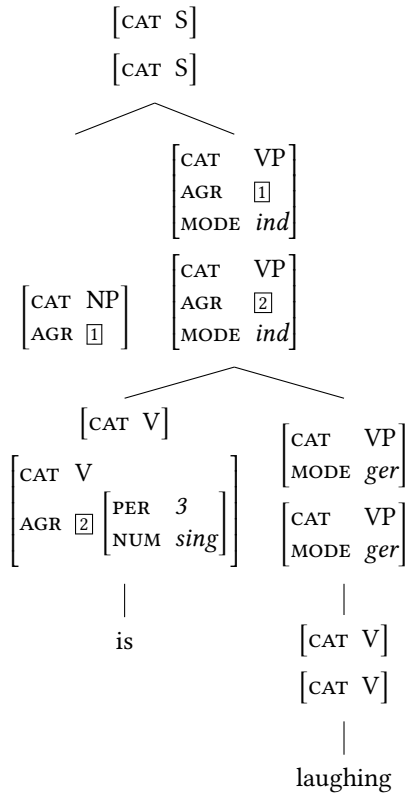 [CAT S]
[CAT S]
[CAT VP
AGR 1
MODE ind]
[CAT NP
AGR 1]
[CAT VP
AGR 2
MODE ind]
[CAT V]
[CAT V
AGR 2 [PER 3
NUM sing]]
[CAT VP
MODE ger]
[CAT VP
MODE ger]
is
[CAT V]
[CAT V]
laughing